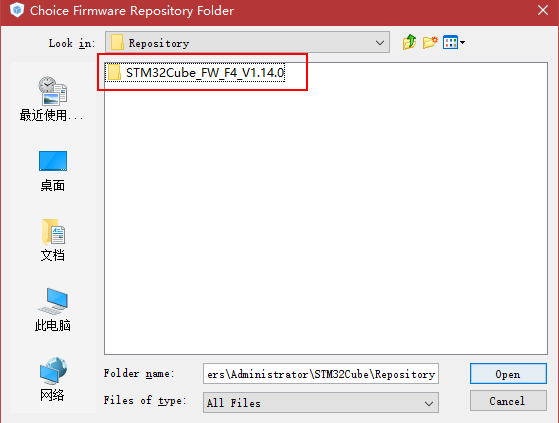 Choice Firmware Repository Folder
Look in:
Repository
STM32Cube_FW_F4_V1.14.0
最近使用...
桌面
文档
此电脑
网络
Folder name:
ers\Administrator\STM32Cube\Repository
Open
Files of type:
All Files
Cancel